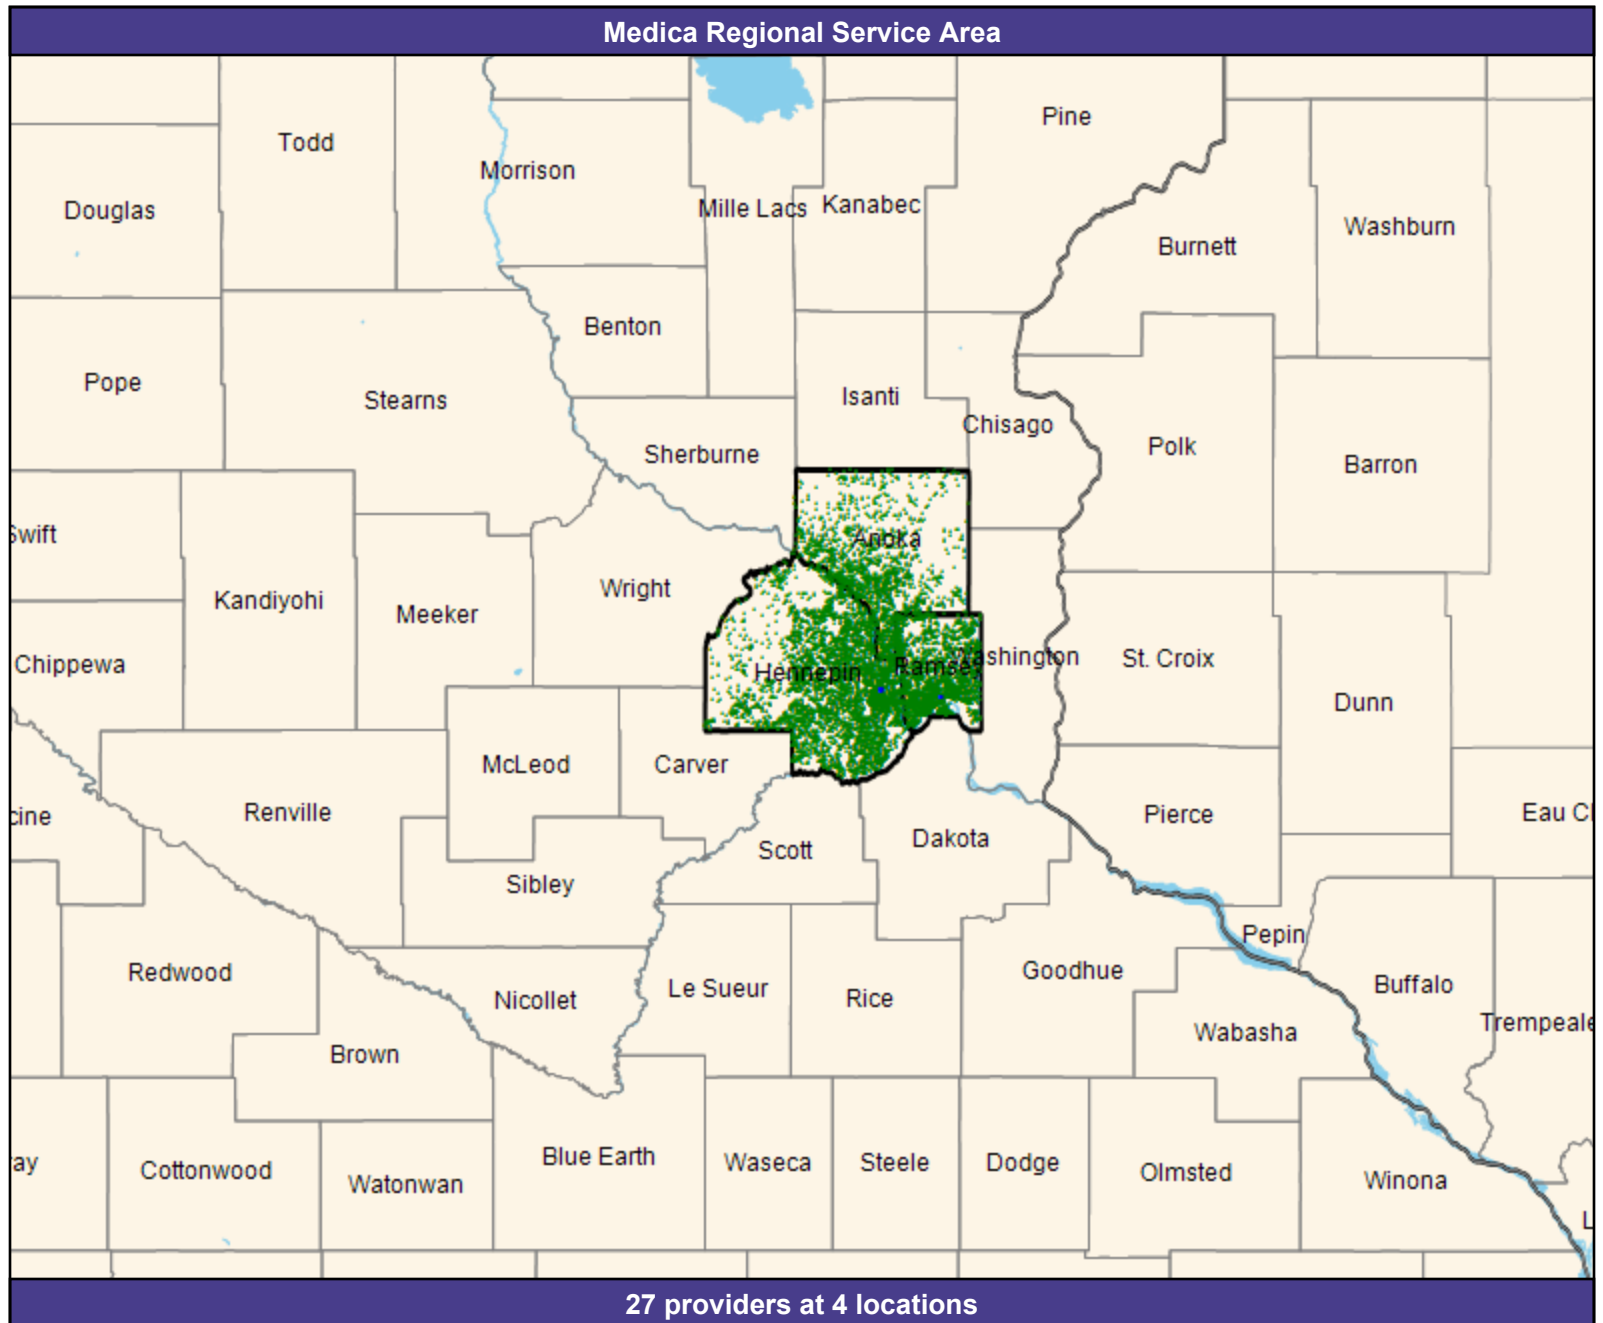 Medica Regional Service Area
Pine
Todd
Morrison
Douglas
Mille Lacs
Kanabec
Washburn
Burnett
Benton
Pope
Stearns
Isanti
Chisago
Polk
Sherburne
Barron
Swift
Anoka
Wright
Kandiyohi
Meeker
Chippewa
Hennepin
Ramsey
Washington
St. Croix
Dunn
McLeod
Carver
Renville
cine
Pierce
Eau Cl
Scott
Dakota
Sibley
Pepin
Redwood
Goodhue
Le Sueur
Nicollet
Rice
Buffalo
Trempeale
Wabasha
Brown
Blue Earth
ay
Cottonwood
Watonwan
Waseca
Steele
Dodge
Olmsted
Winona
L
27 providers at 4 locations